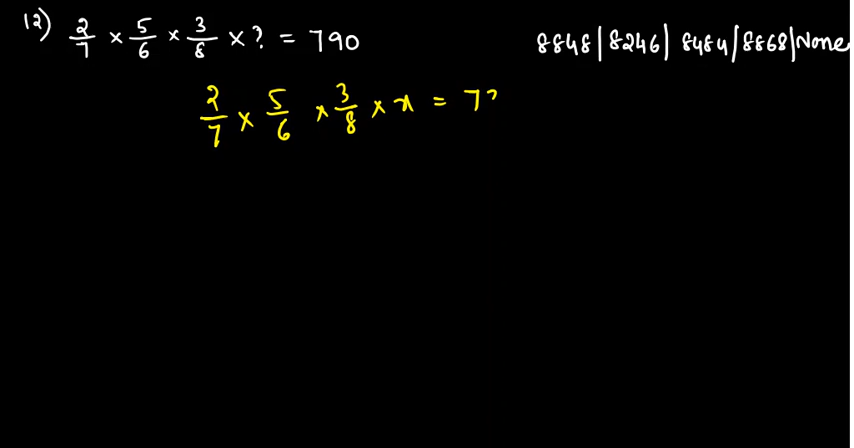 12) 2/7 × 5/6 × 3/8 × ? = 790 8848 | 8246 | 8484 | 8868 | None
2/7 × 5/6 × 3/8 × x = 7